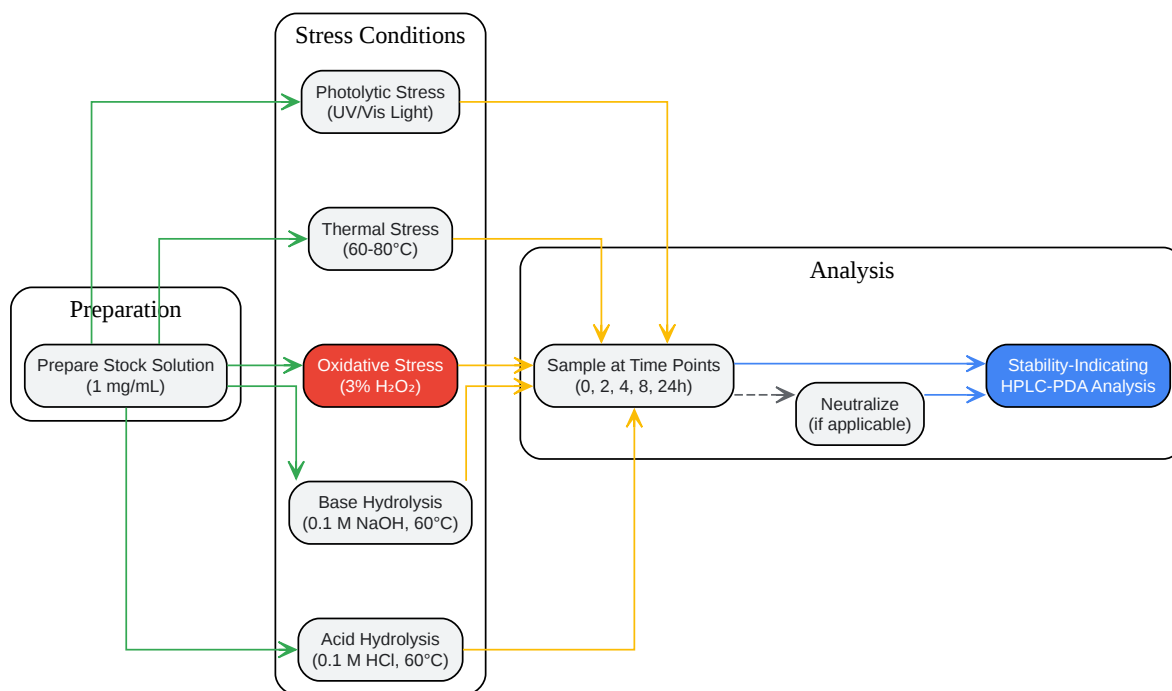 Stress Conditions
Photolytic Stress
(UV/Vis Light)
Thermal Stress
(60-80°C)
Analysis
Preparation
Prepare Stock Solution
(1 mg/mL)
Oxidative Stress
(3% H₂O₂)
Sample at Time Points
(0, 2, 4, 8, 24h)
Stability-Indicating
HPLC-PDA Analysis
Neutralize
(if applicable)
Base Hydrolysis
(0.1 M NaOH, 60°C)
Acid Hydrolysis
(0.1 M HCl, 60°C)